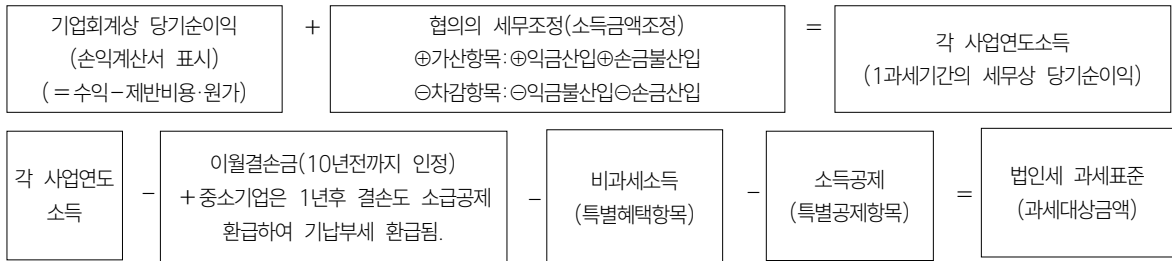 기업회계상 당기순이익
(손익계산서 표시)
(=수익-제반비용·원가)
+
협의의 세무조정(소득금액조정)
⊕가산항목:⊕익금산입⊕손금불산입
⊖차감항목:⊖익금불산입⊖손금산입
=
각 사업연도소득
(1과세기간의 세무상 당기순이익)
각 사업연도
소득
-
이월결손금(10년전까지 인정)
+중소기업은 1년후 결손도 소급공제
환급하여 기납부세 환급됨.
-
비과세소득
(특별혜택항목)
-
소득공제
(특별공제항목)
=
법인세 과세표준
(과세대상금액)